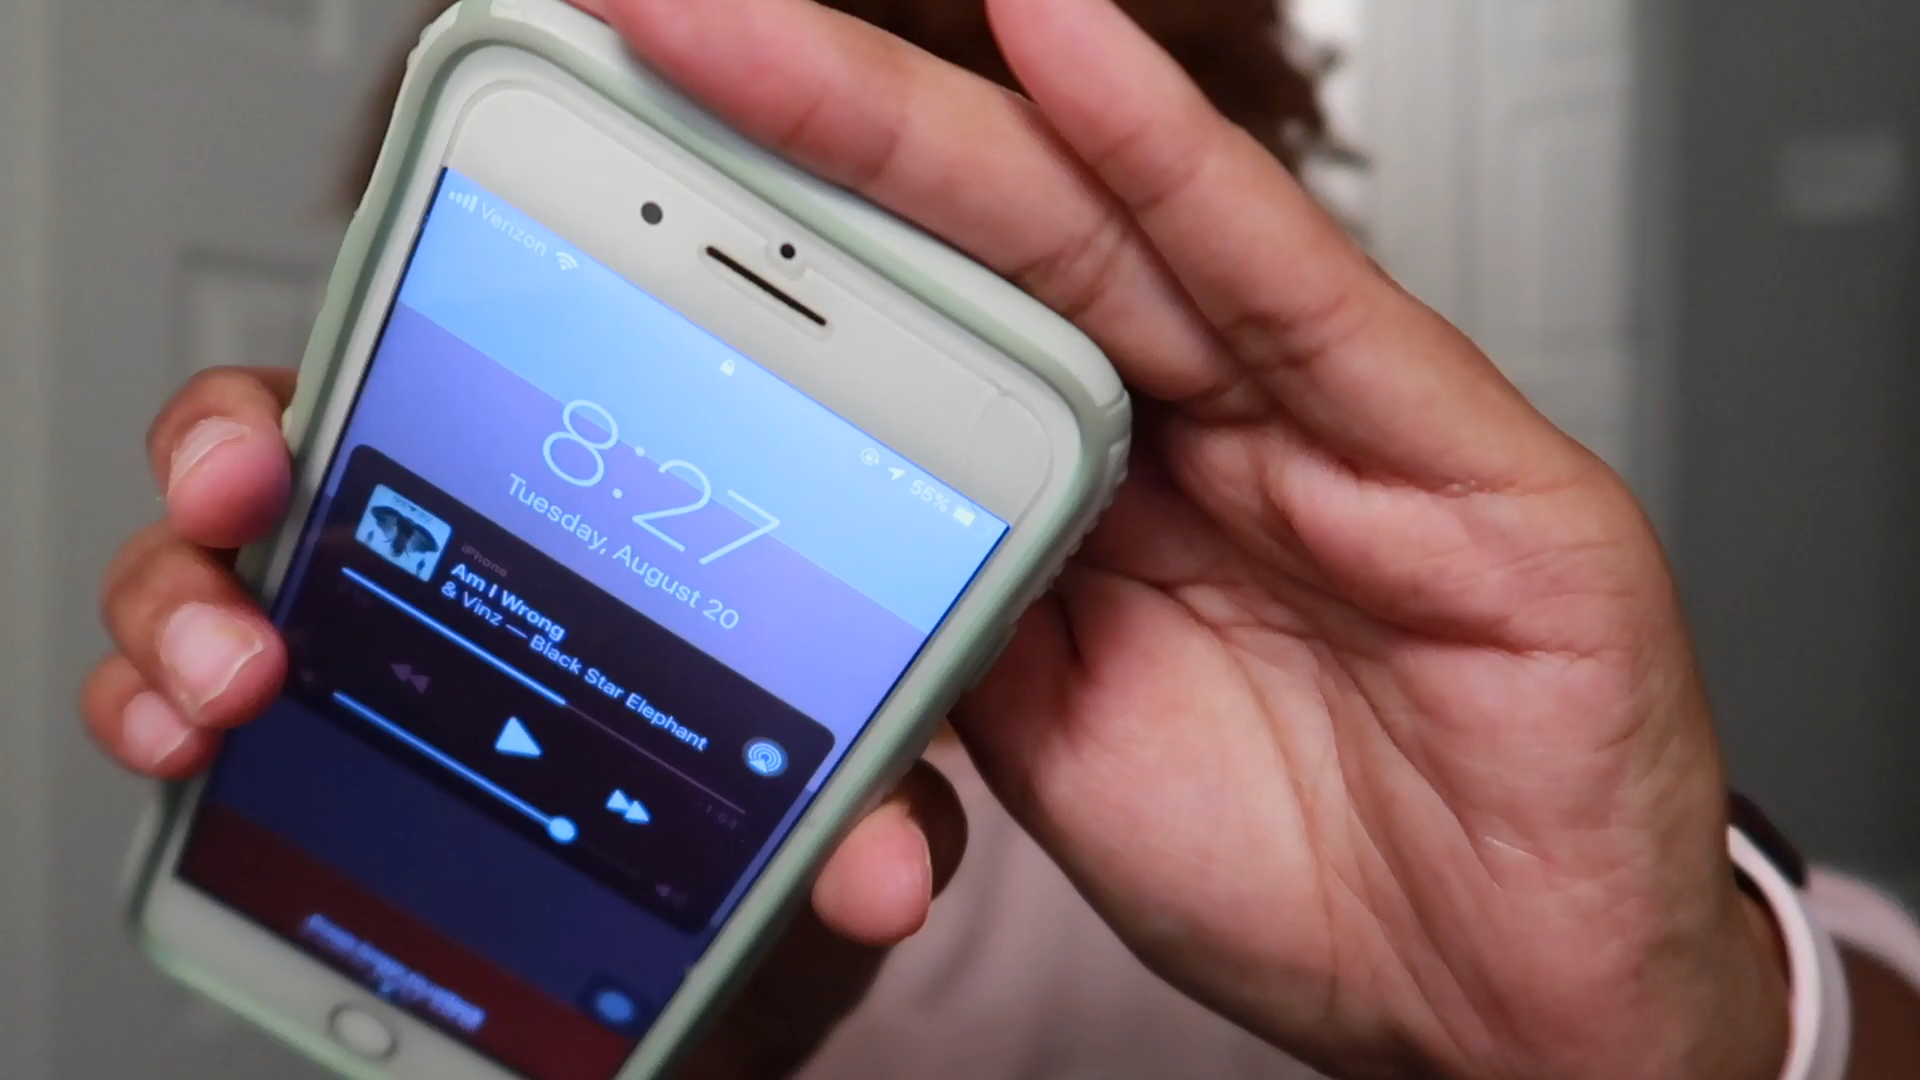 Verizon
55%
8:27
Tuesday, August 20
iPhone
Am I Wrong
& Vinz — Black Star Elephant